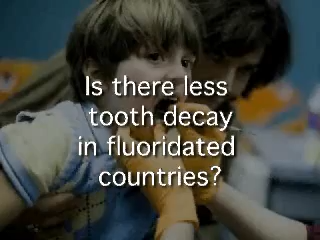 Is there less
tooth decay
in fluoridated
countries?